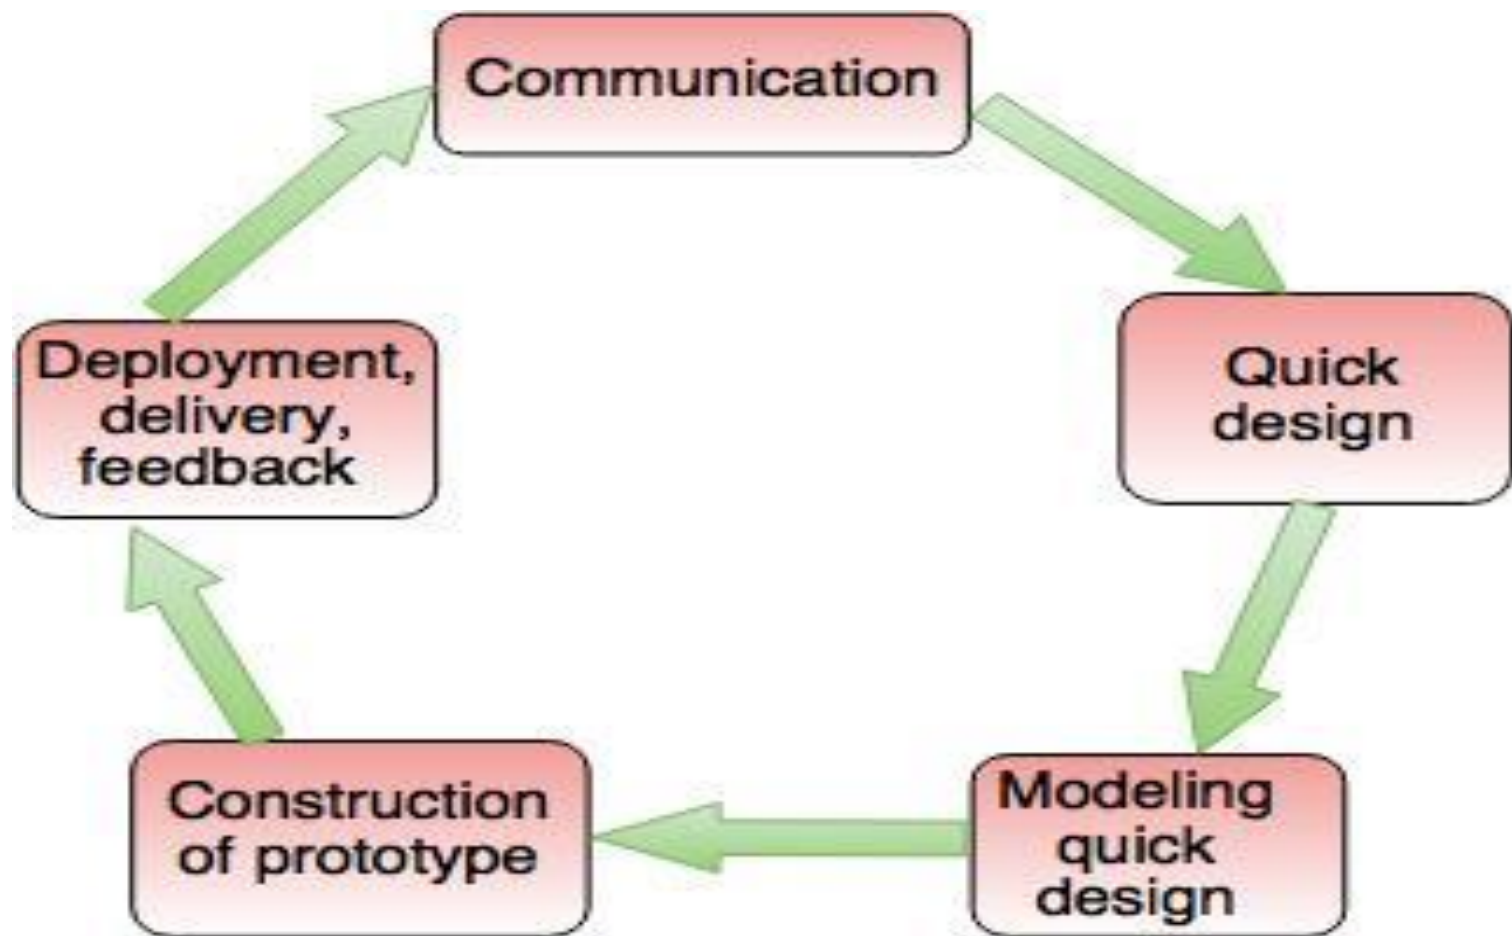 Communication
Quick
design
Modeling
quick
design
Construction
of prototype
Deployment,
delivery,
feedback